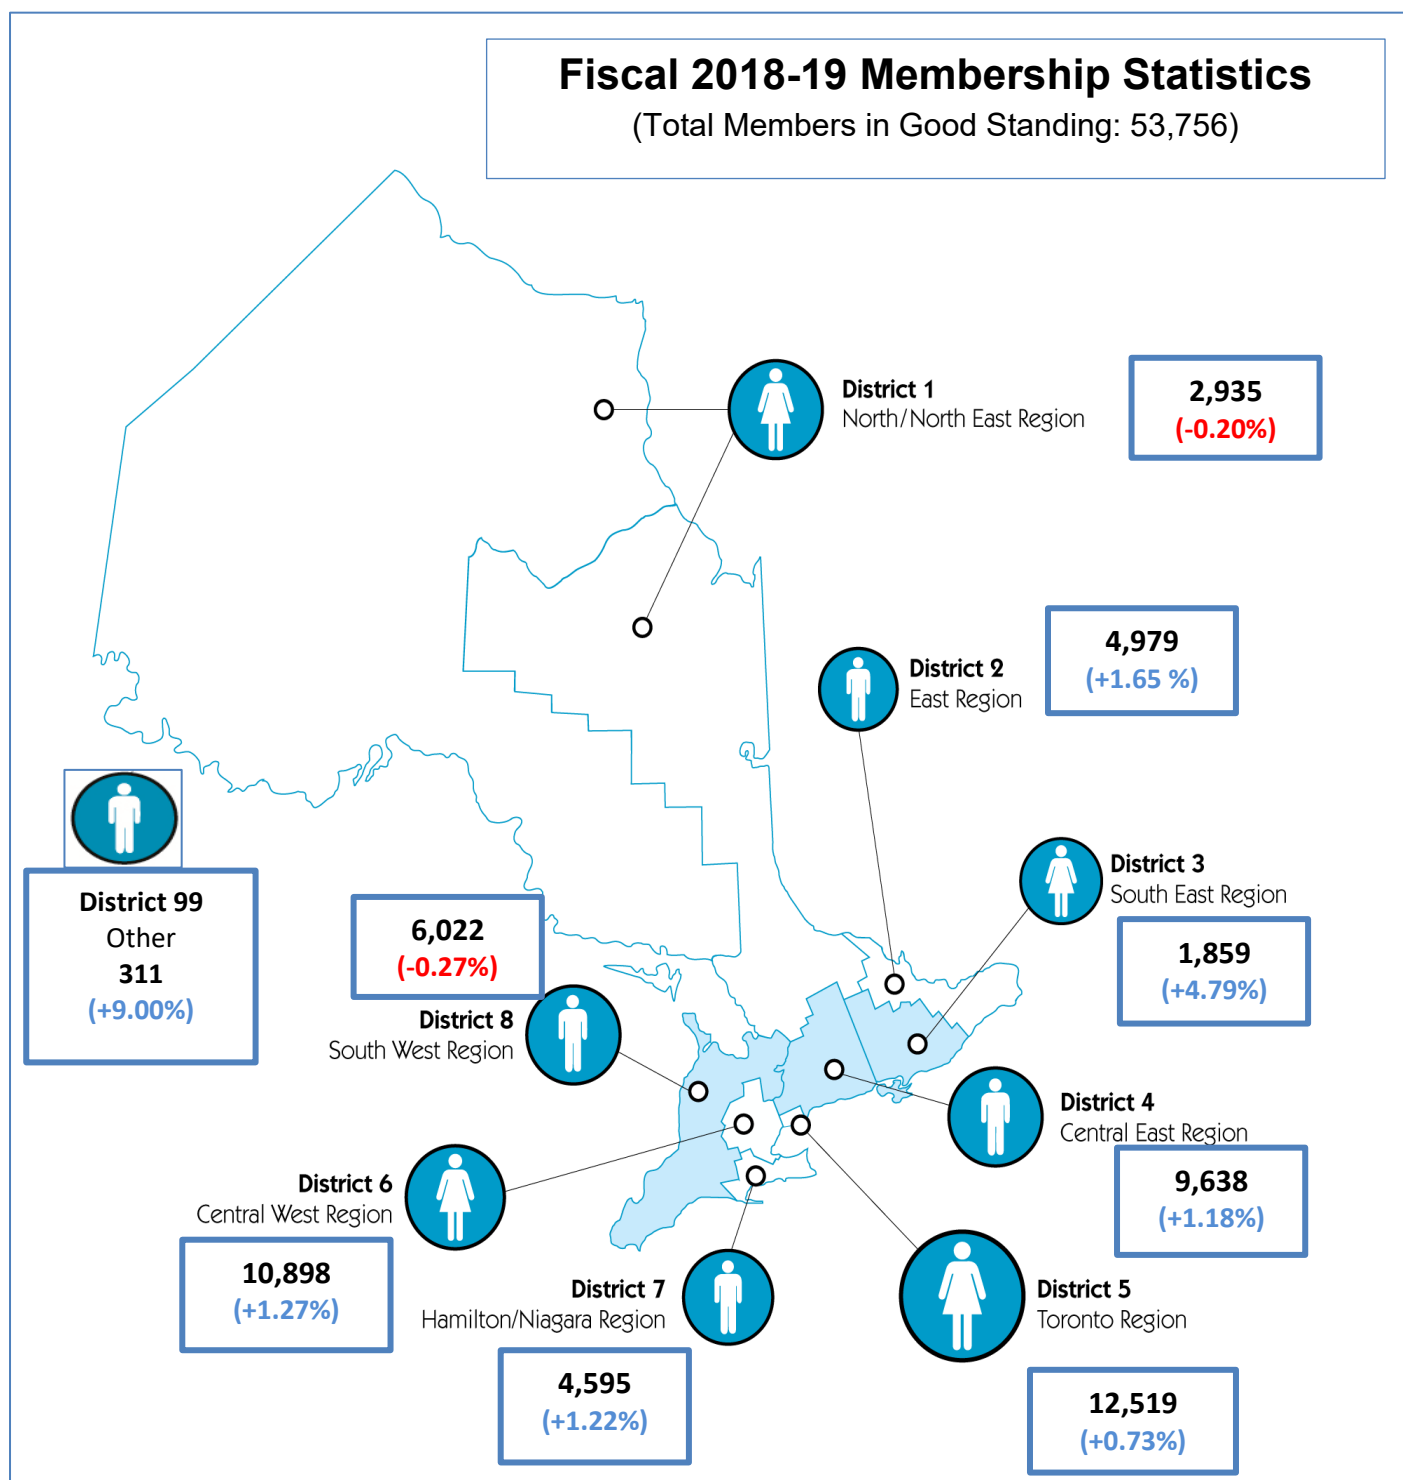 Fiscal 2018-19 Membership Statistics
(Total Members in Good Standing: 53,756)
District 1
North/North East Region
2,935
(-0.20%)
District 2
East Region
4,979
(+1.65 %)
District 3
South East Region
1,859
(+4.79%)
District 99
Other
311
(+9.00%)
6,022
(-0.27%)
District 8
South West Region
District 4
Central East Region
9,638
(+1.18%)
District 6
Central West Region
10,898
(+1.27%)
District 7
Hamilton/Niagara Region
4,595
(+1.22%)
District 5
Toronto Region
12,519
(+0.73%)